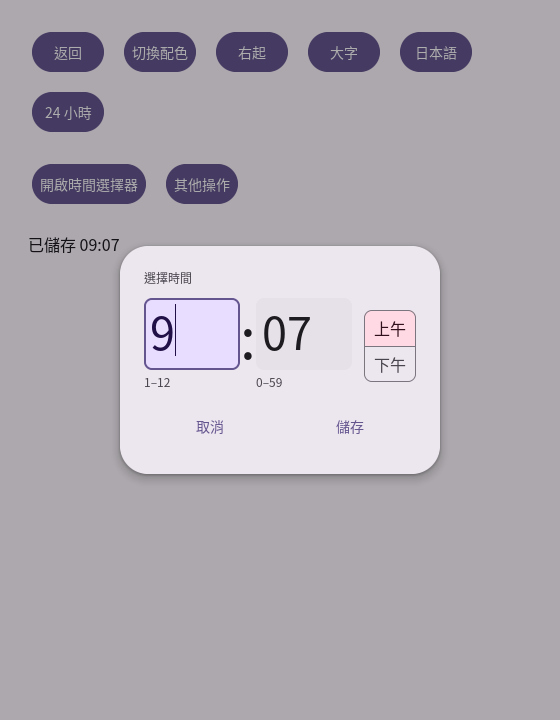 返回 切換配色 右起 大字 日本語
24 小時
開啟時間選擇器 其他操作
已儲存 09:07
選擇時間
9 : 07 上午
下午
1–12 0–59
取消 儲存